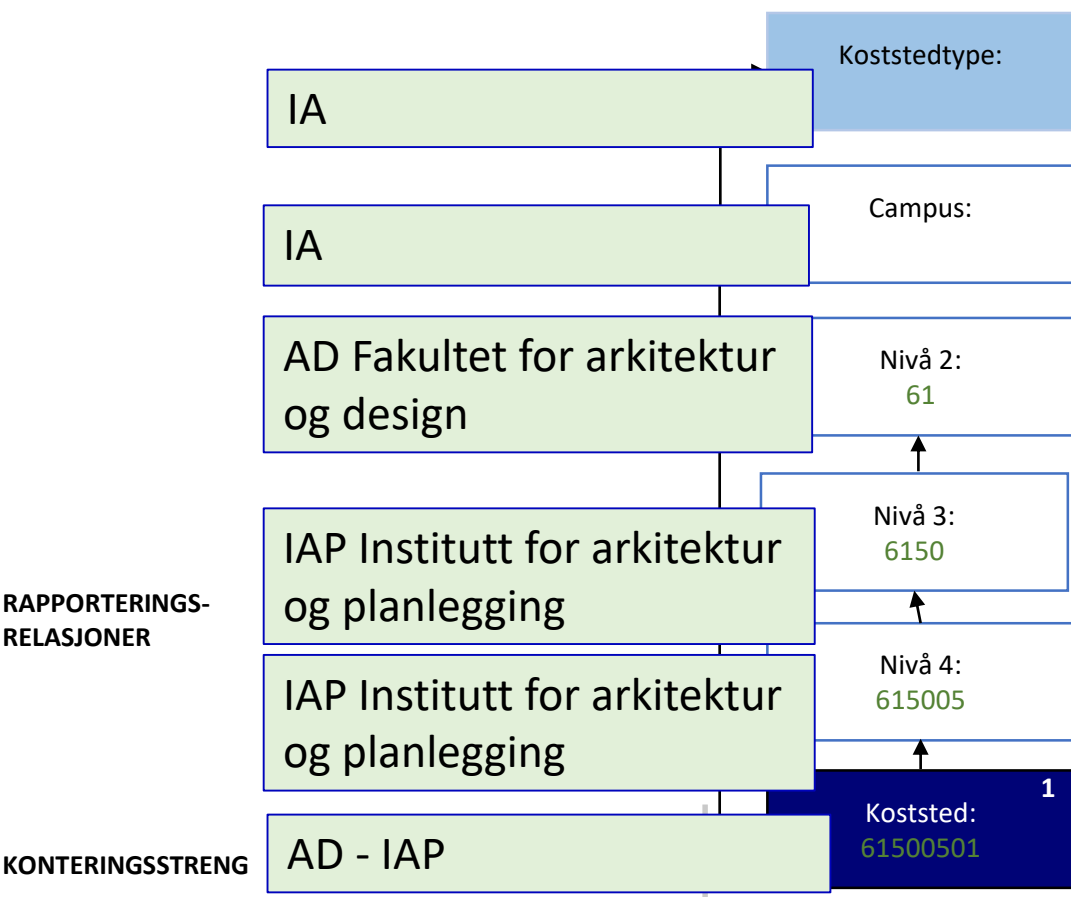 Koststedtype:
IA
Campus:
IA
AD Fakultet for arkitektur
og design
Nivå 2:
61
IAP Institutt for arkitektur
og planlegging
Nivå 3:
6150
RAPPORTERINGS-
RELASJONER
IAP Institutt for arkitektur
og planlegging
Nivå 4:
615005
1
Koststed:
61500501
KONTERINGSSTRENG
AD - IAP